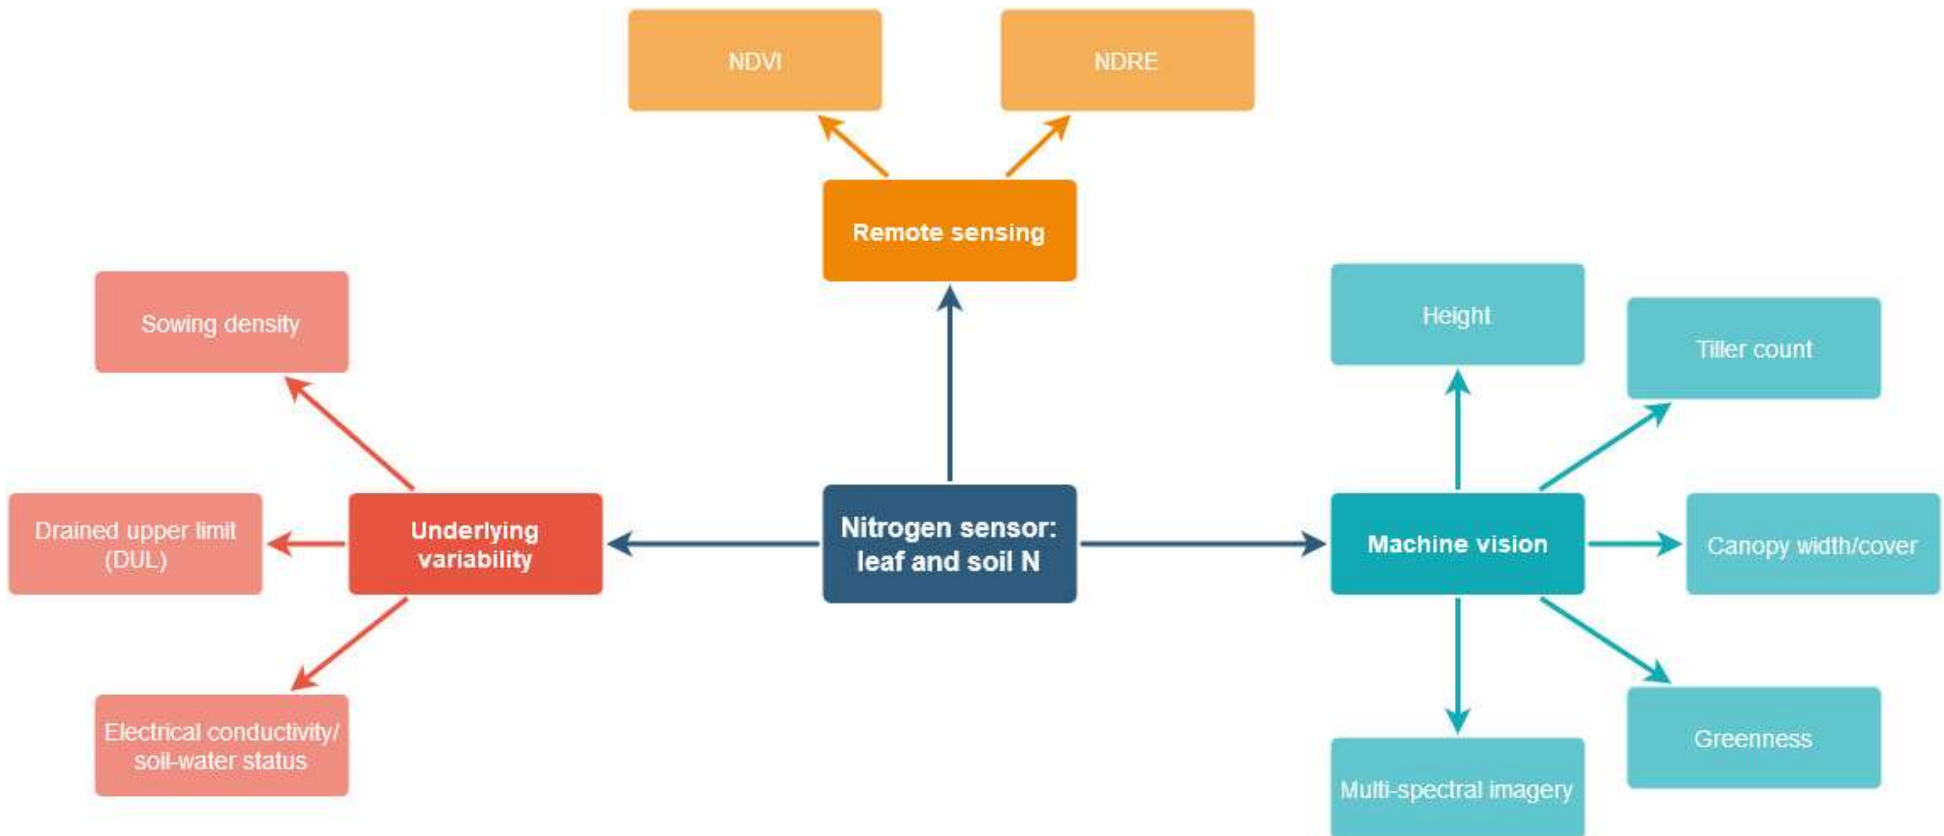 NDVI
NDRE
Remote sensing
Sowing density
Height
Tiller count
Drained upper limit
(DUL)
Underlying
variability
Nitrogen sensor:
leaf and soil N
Machine vision
Canopy width/cover
Electrical conductivity/
soil-water status
Greenness
Multi-spectral imagery